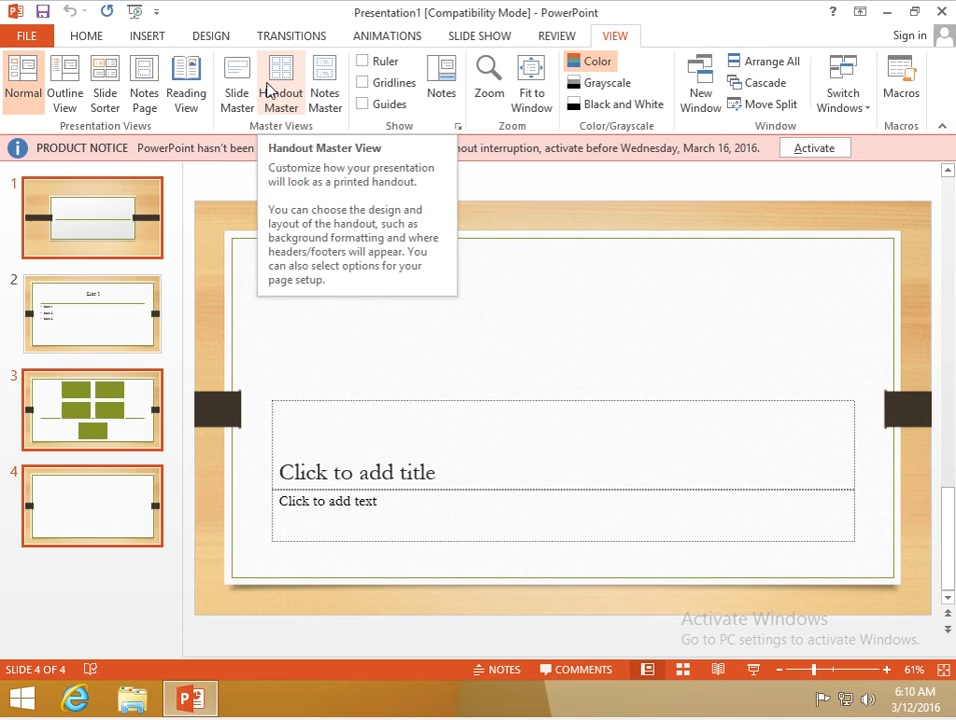 Presentation1 [Compatibility Mode] - PowerPoint
?
FILE HOME INSERT DESIGN TRANSITIONS ANIMATIONS SLIDE SHOW REVIEW VIEW Sign in
Normal
Outline View
Slide Sorter
Notes Page
Reading View
Presentation Views
Slide Master
Handout Master
Notes Master
Master Views
Ruler
Gridlines
Guides
Notes
Show
Zoom
Fit to Window
Zoom
Color
Grayscale
Black and White
Color/Grayscale
New Window
Arrange All
Cascade
Move Split
Switch Windows
Window
Macros
Macros
PRODUCT NOTICE PowerPoint hasn't been out interruption, activate before Wednesday, March 16, 2016. Activate
Handout Master View
Customize how your presentation
will look as a printed handout.
You can choose the design and
layout of the handout, such as
background formatting and where
headers/footers will appear. You
can also select options for your
page setup.
1
2
3
4
Click to add title
Click to add text
Activate Windows
Go to PC settings to activate Windows.
SLIDE 4 OF 4 NOTES COMMENTS 61%
6:10 AM
3/12/2016